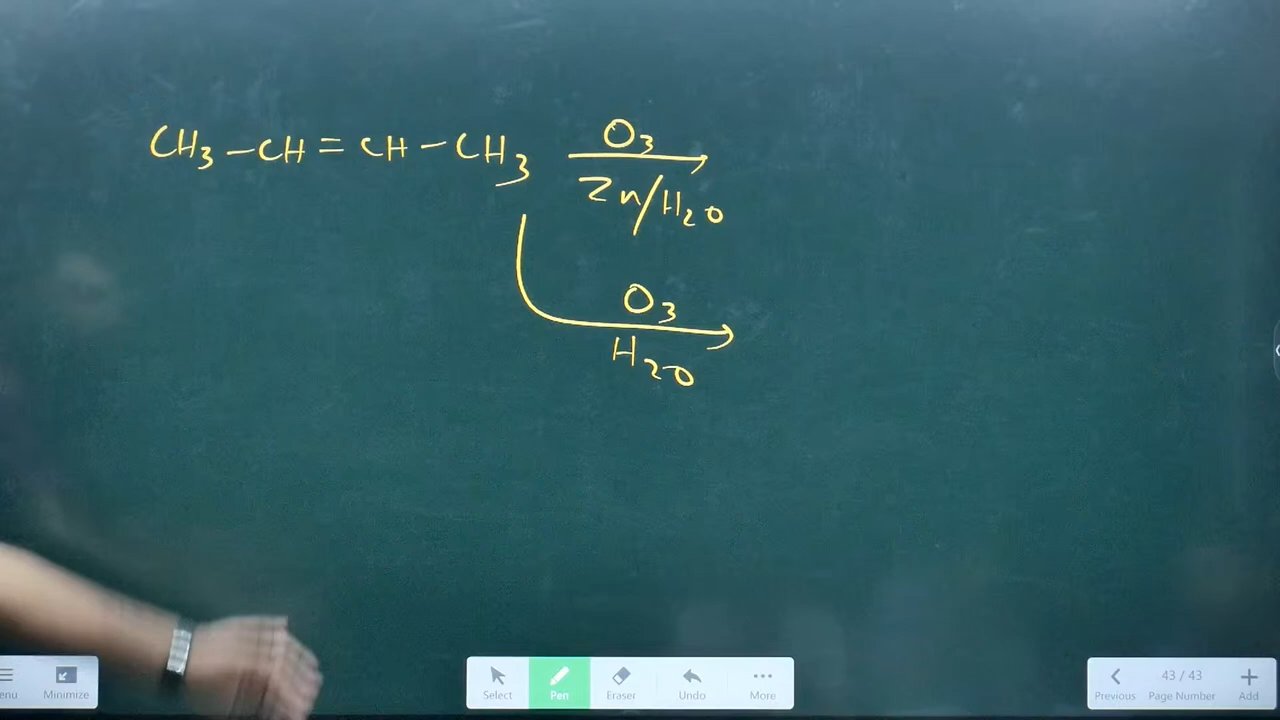 CH3-CH=CH-CH3 O3
Zn/H2O
O3
H2O
enu Minimize Select Pen Eraser Undo More Previous 43 / 43 Page Number Add